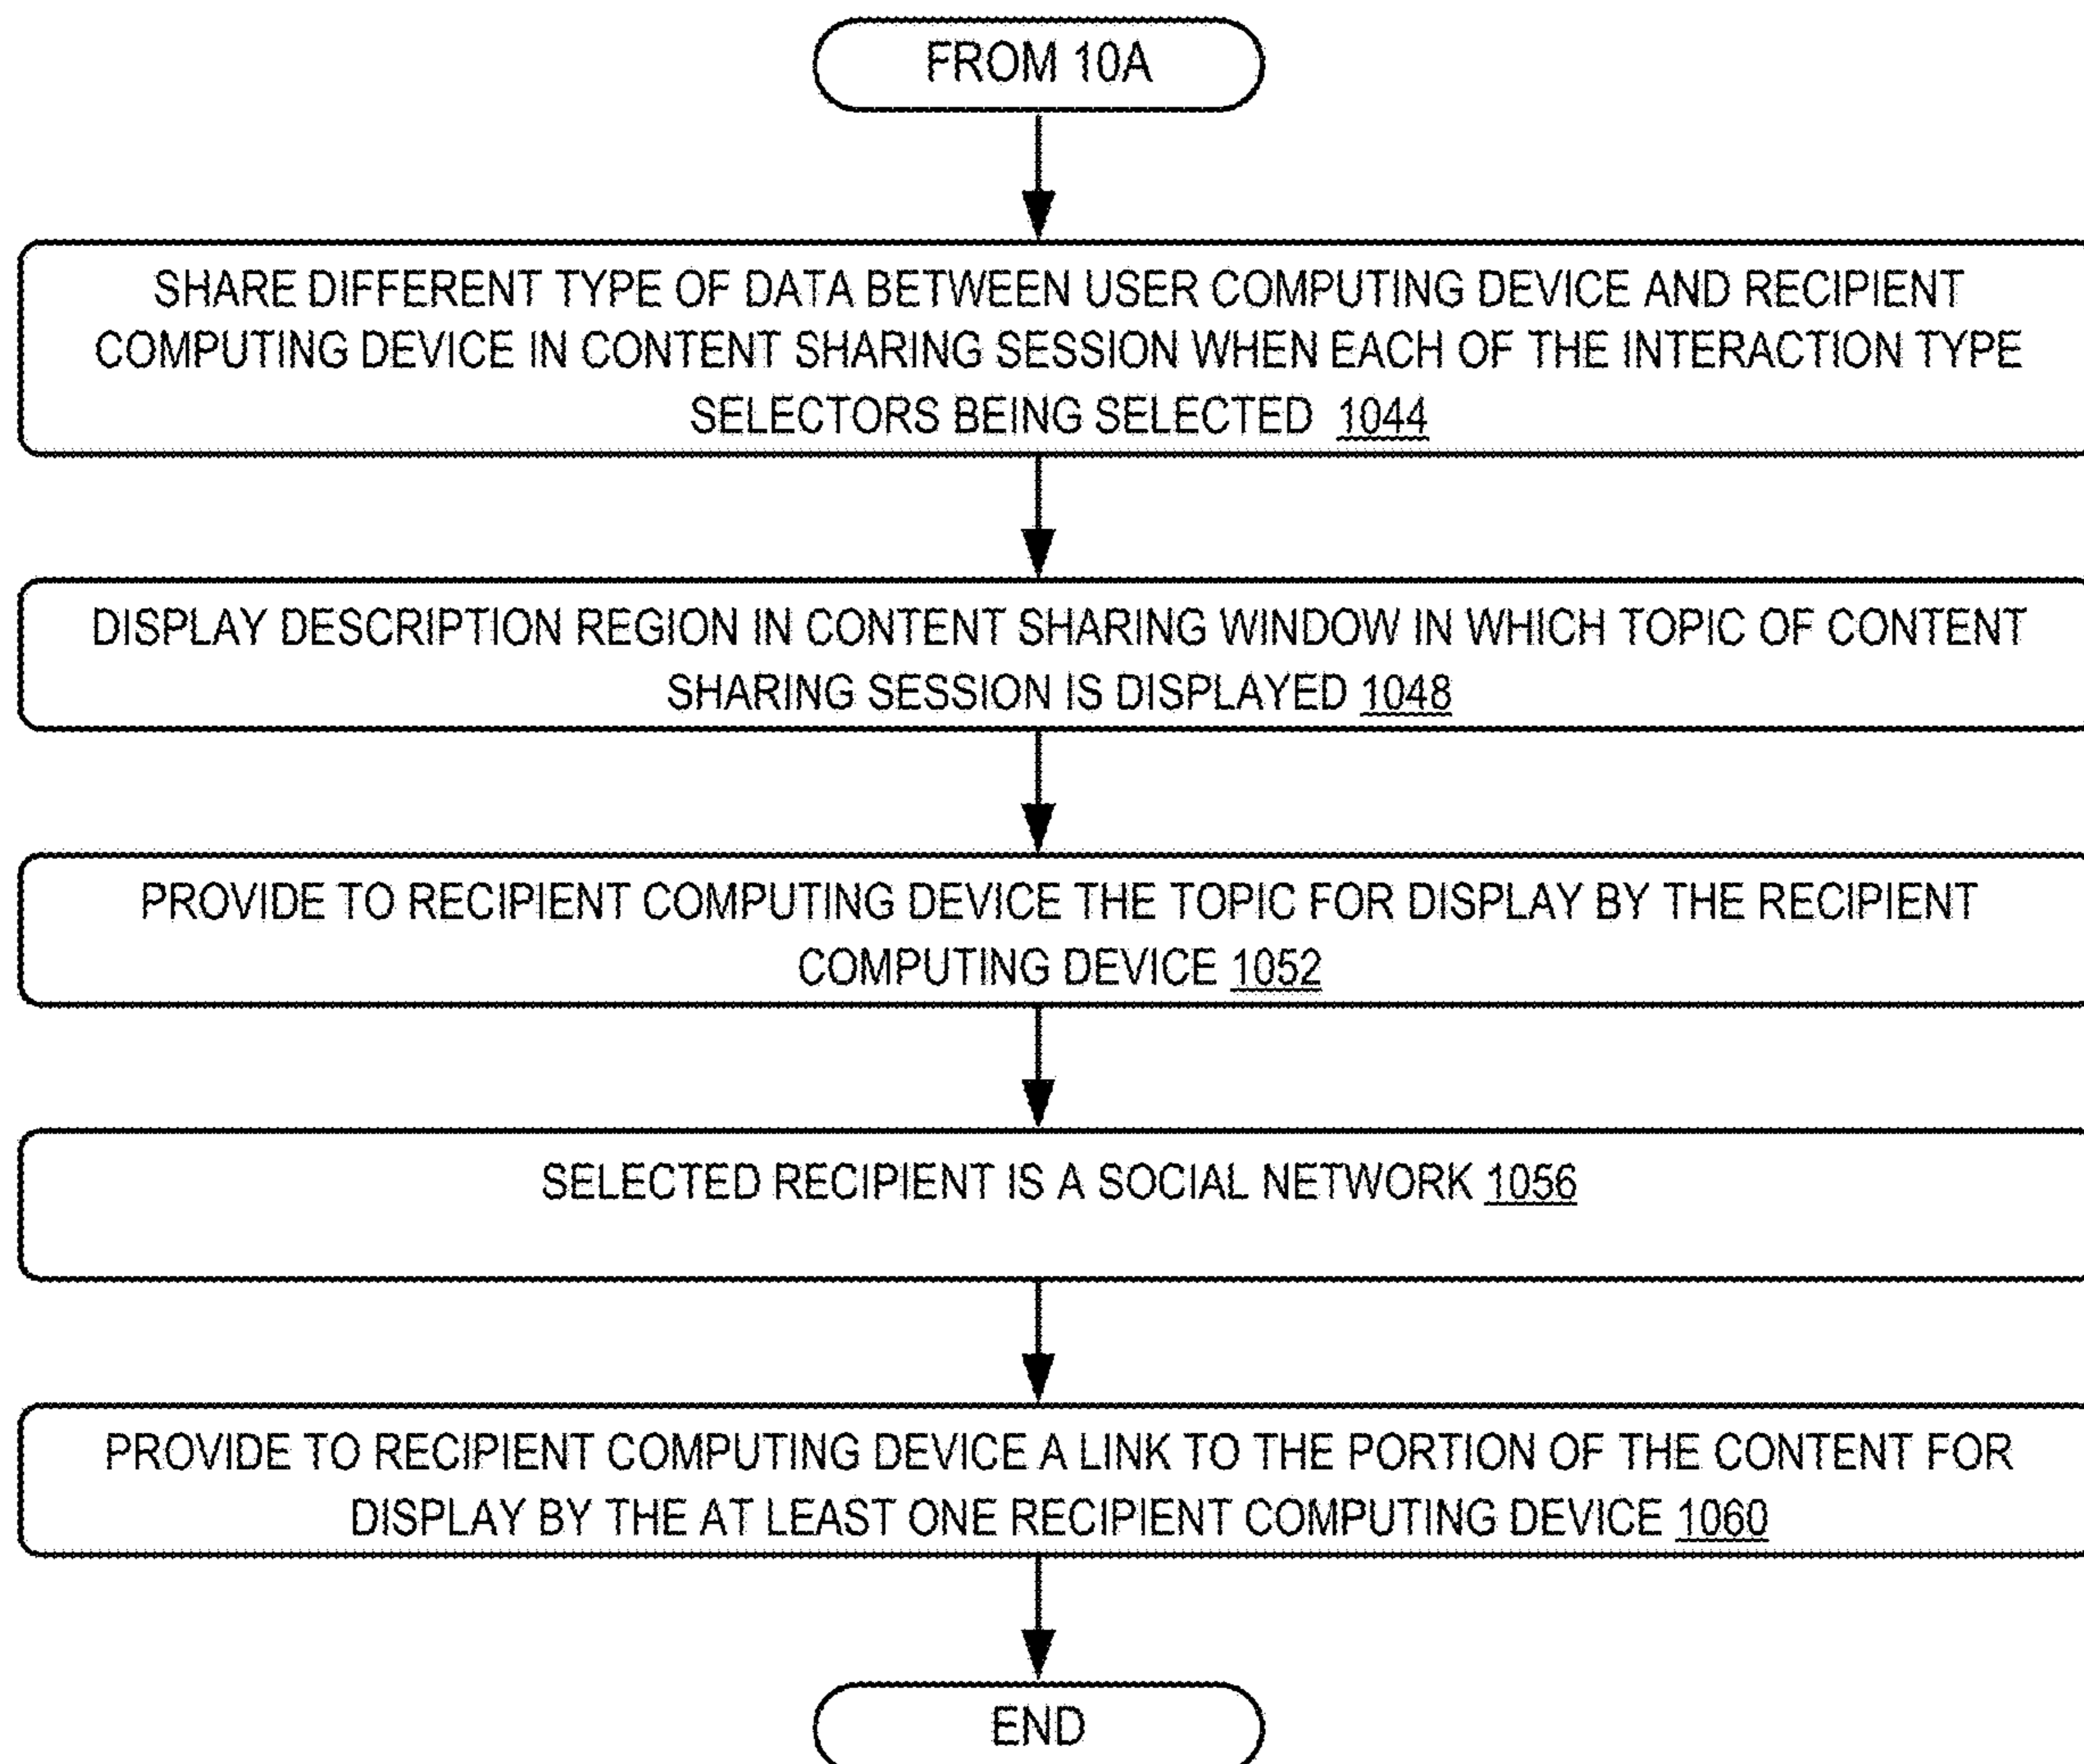 FROM 10A
SHARE DIFFERENT TYPE OF DATA BETWEEN USER COMPUTING DEVICE AND RECIPIENT
COMPUTING DEVICE IN CONTENT SHARING SESSION WHEN EACH OF THE INTERACTION TYPE
SELECTORS BEING SELECTED 1044
DISPLAY DESCRIPTION REGION IN CONTENT SHARING WINDOW IN WHICH TOPIC OF CONTENT
SHARING SESSION IS DISPLAYED 1048
PROVIDE TO RECIPIENT COMPUTING DEVICE THE TOPIC FOR DISPLAY BY THE RECIPIENT
COMPUTING DEVICE 1052
SELECTED RECIPIENT IS A SOCIAL NETWORK 1056
PROVIDE TO RECIPIENT COMPUTING DEVICE A LINK TO THE PORTION OF THE CONTENT FOR
DISPLAY BY THE AT LEAST ONE RECIPIENT COMPUTING DEVICE 1060
END